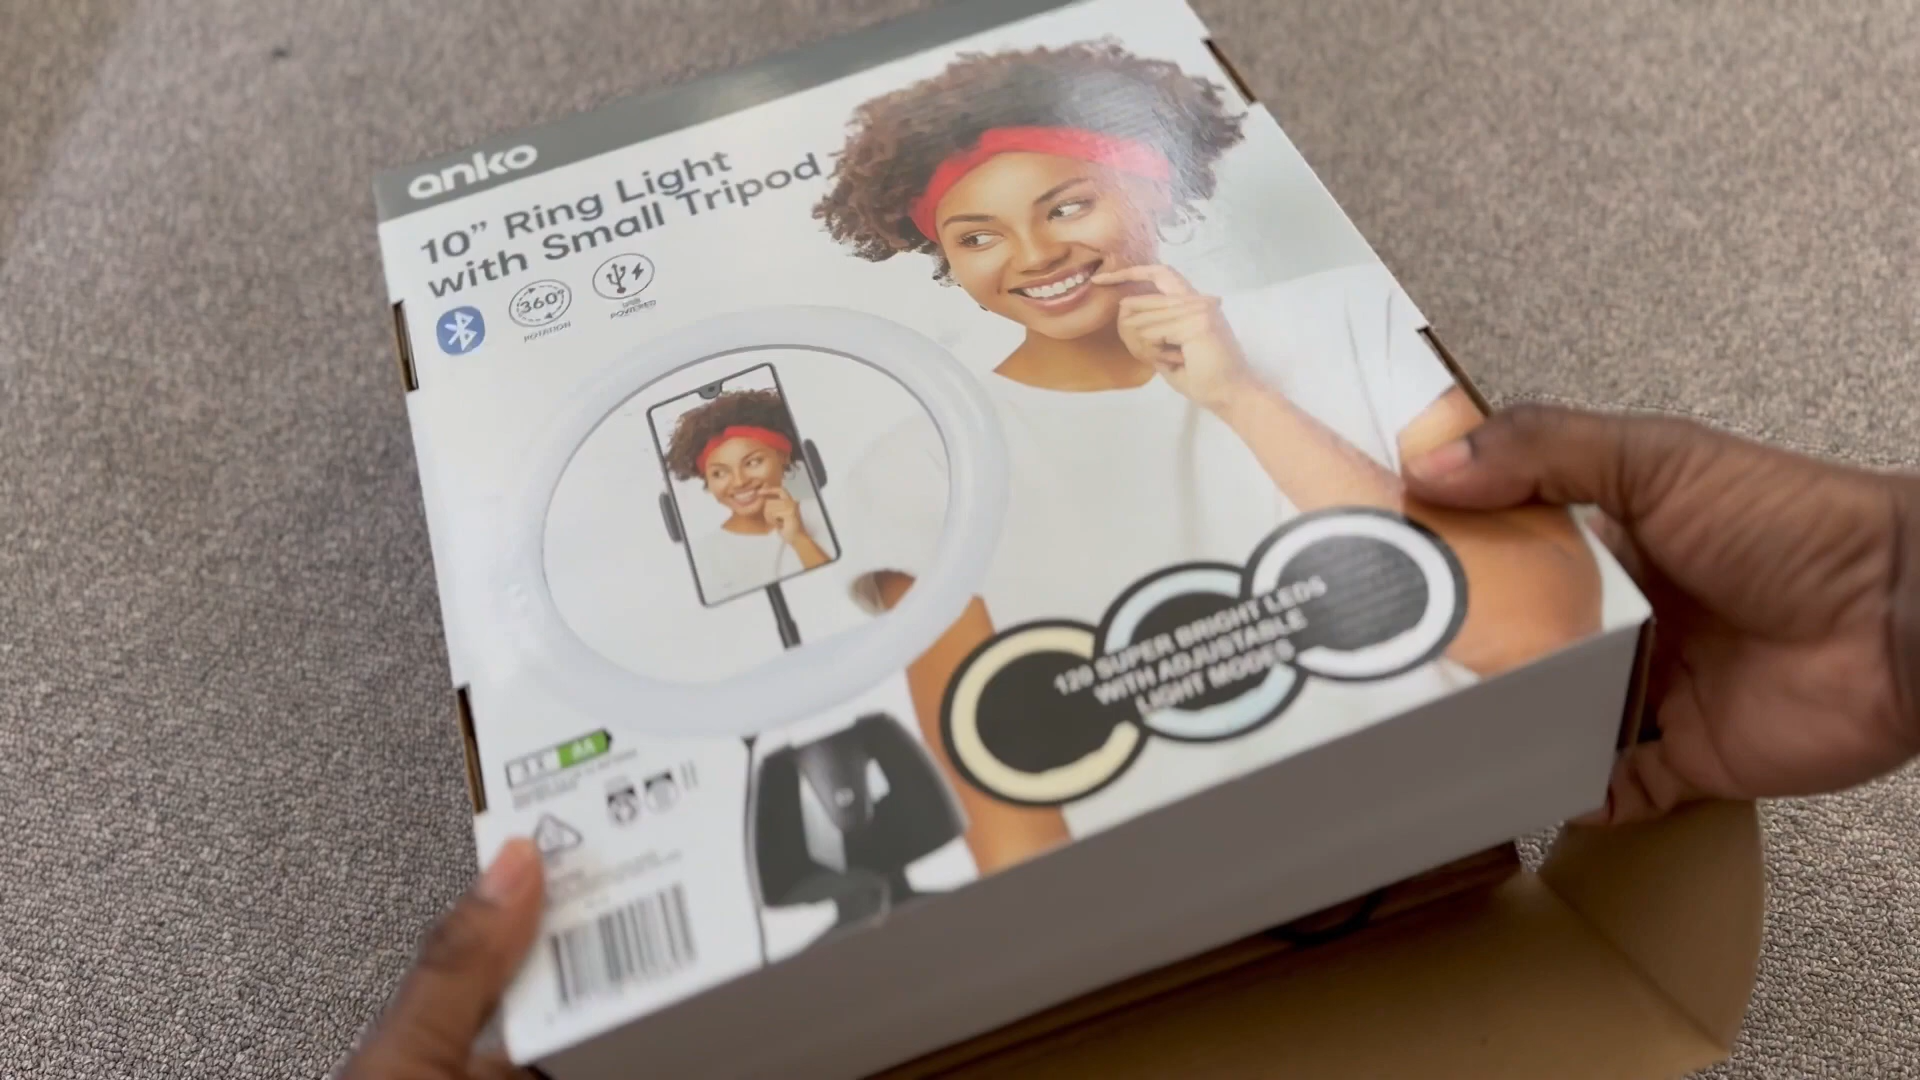 anko
10” Ring Light
with Small Tripod
360°
ROTATION
USB
POWERED
120 SUPER BRIGHT LEDS
WITH ADJUSTABLE
LIGHT MODES